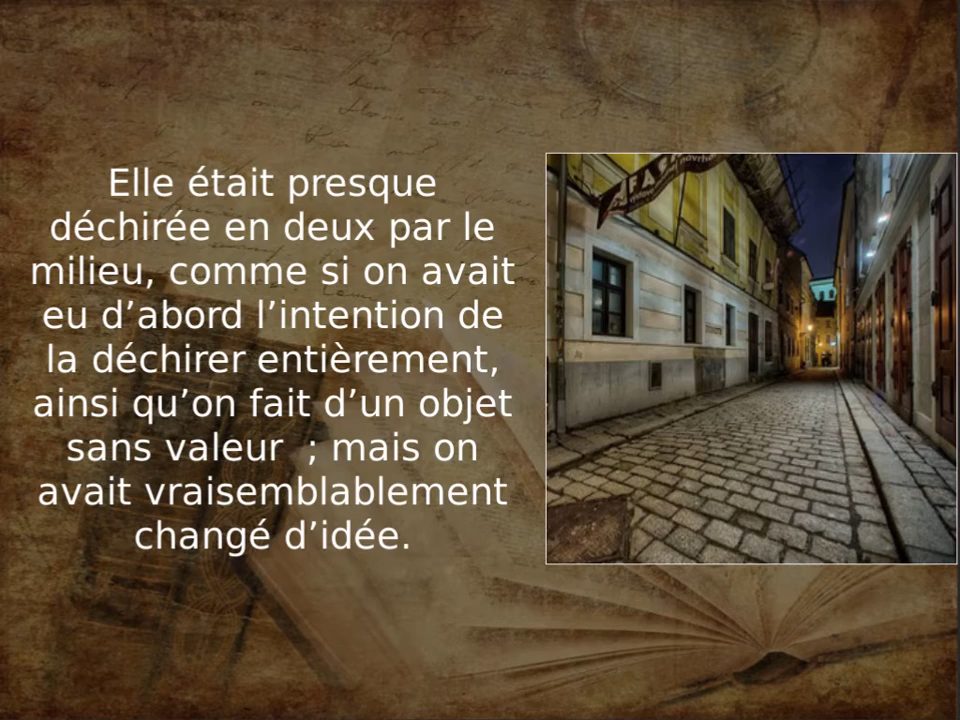 Elle était presque
déchirée en deux par le
milieu, comme si on avait
eu d’abord l’intention de
la déchirer entièrement,
ainsi qu’on fait d’un objet
sans valeur  ; mais on
avait vraisemblablement
changé d’idée.